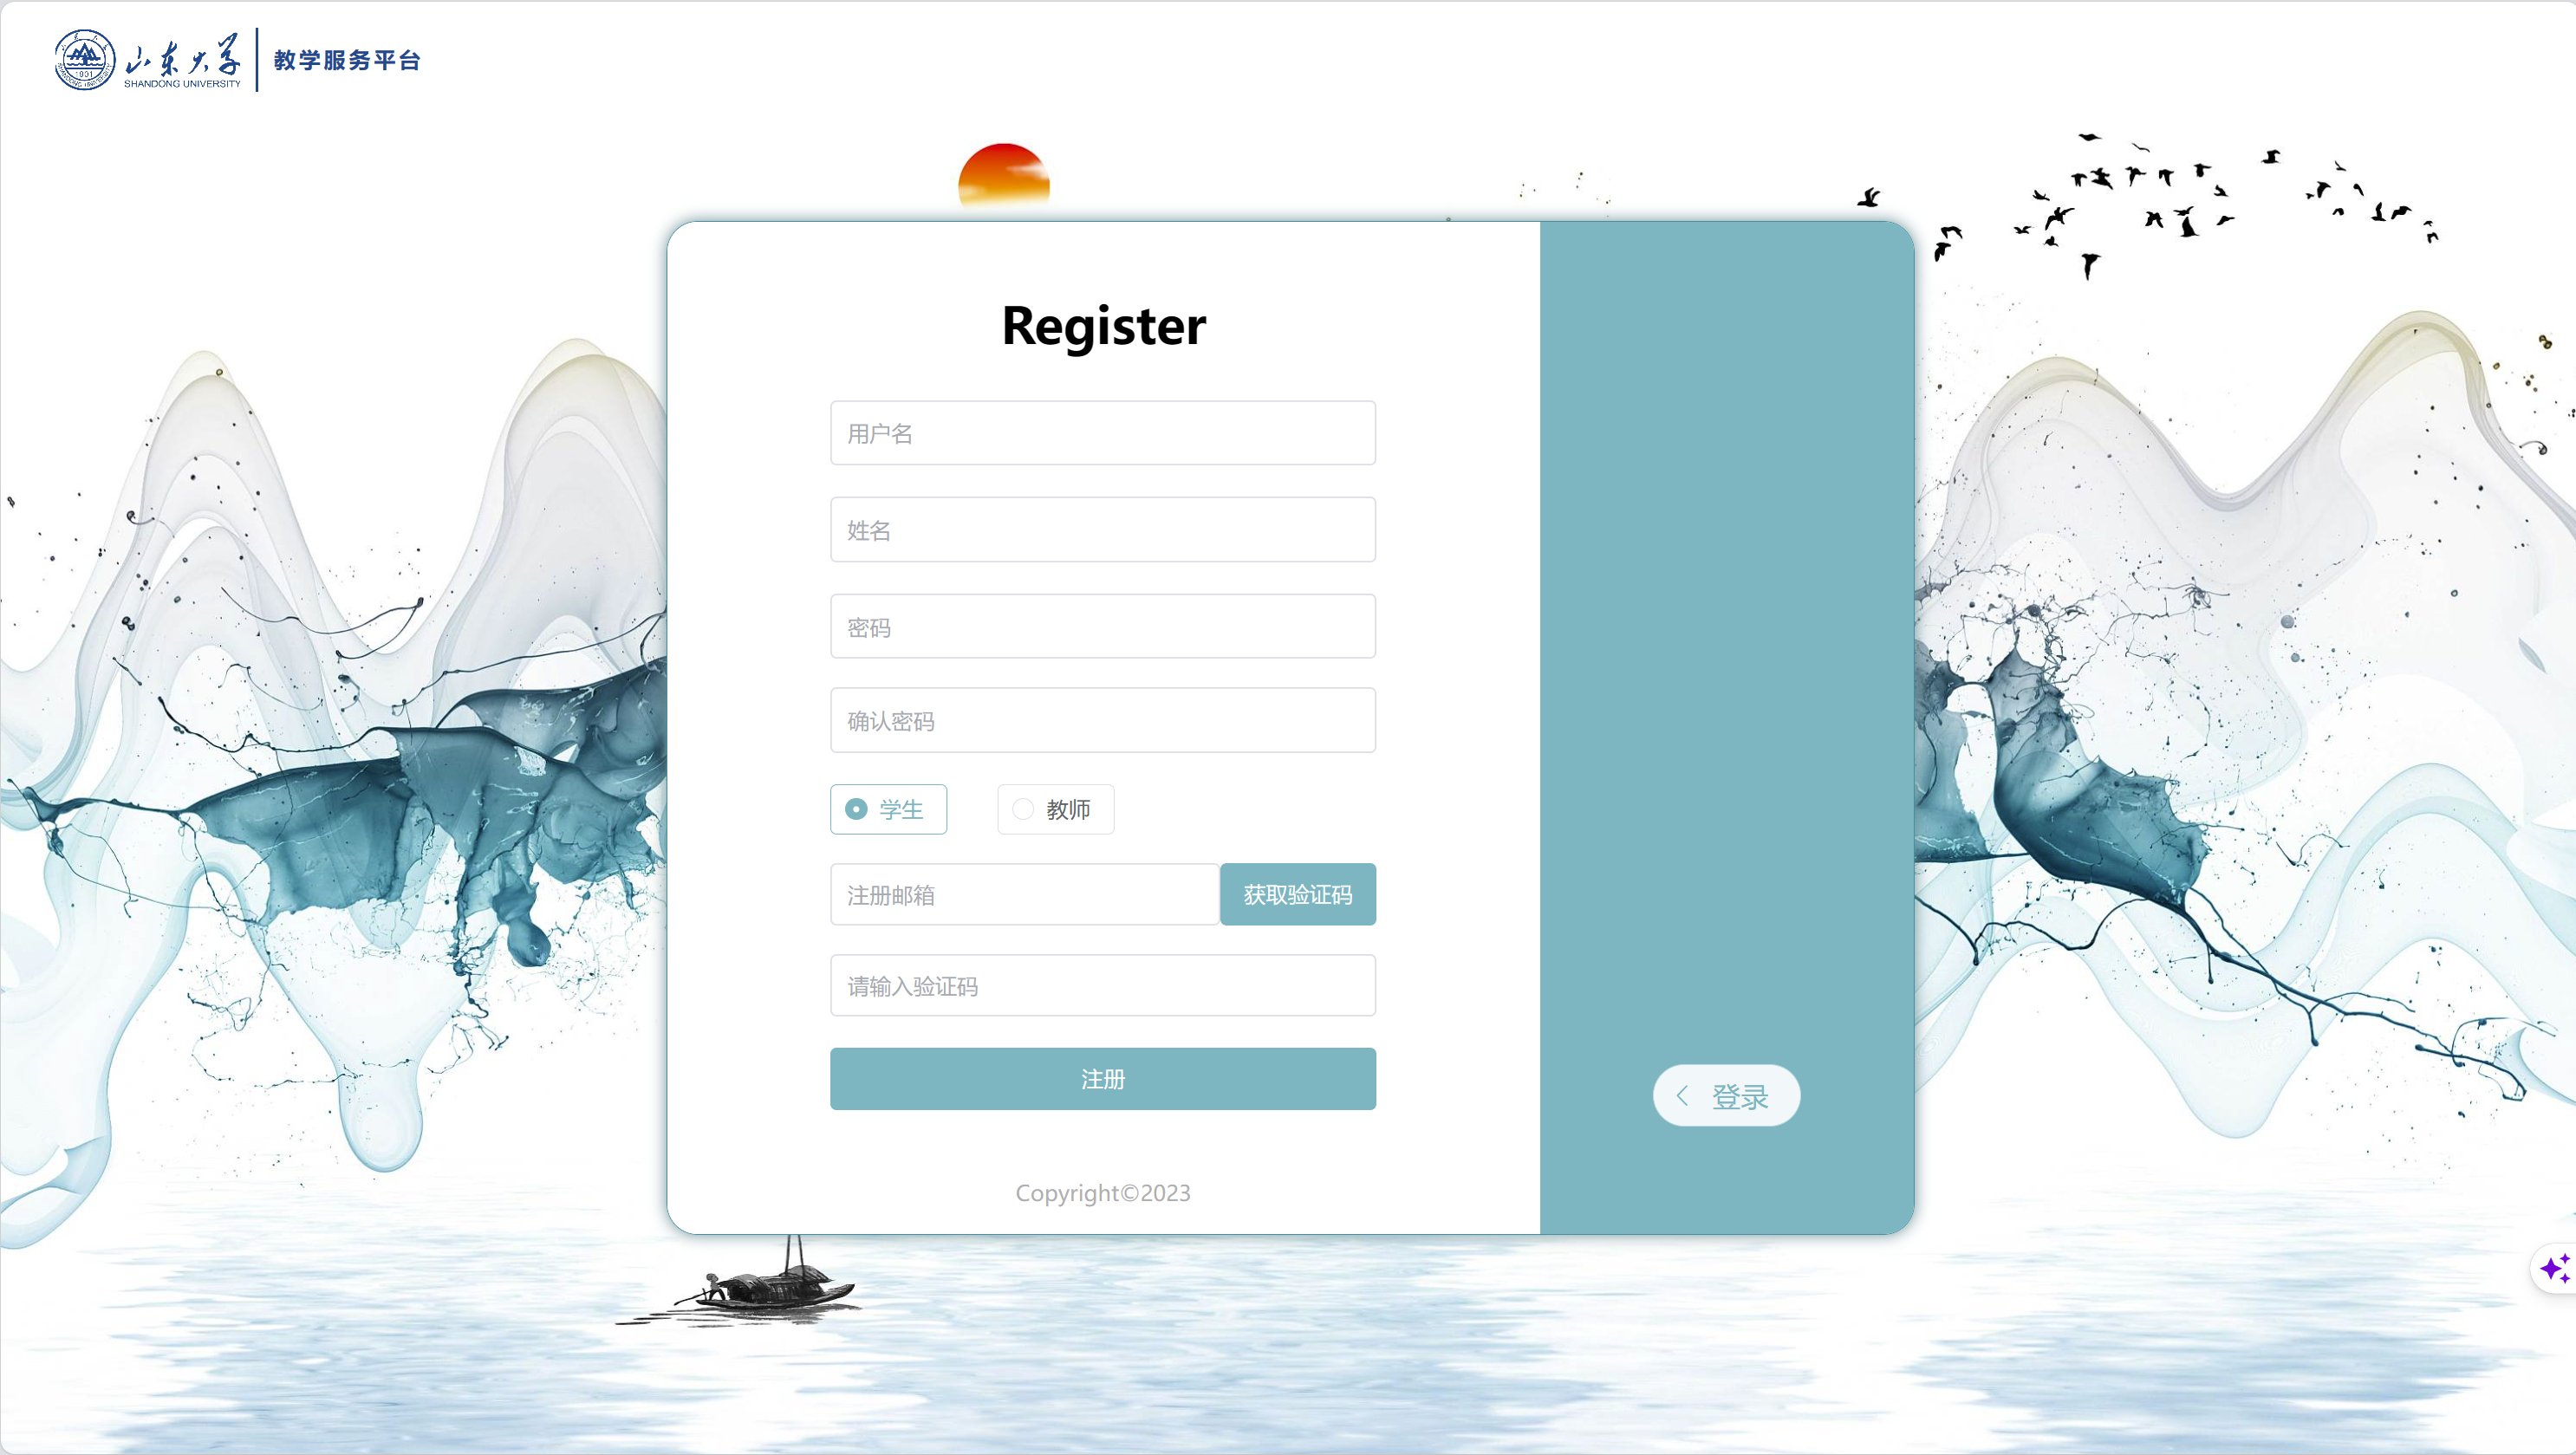 山东大学
SHANDONG UNIVERSITY
1901
教学服务平台
Register
用户名
姓名
密码
确认密码
学生 教师
注册邮箱 获取验证码
请输入验证码
注册
登录
Copyright©2023